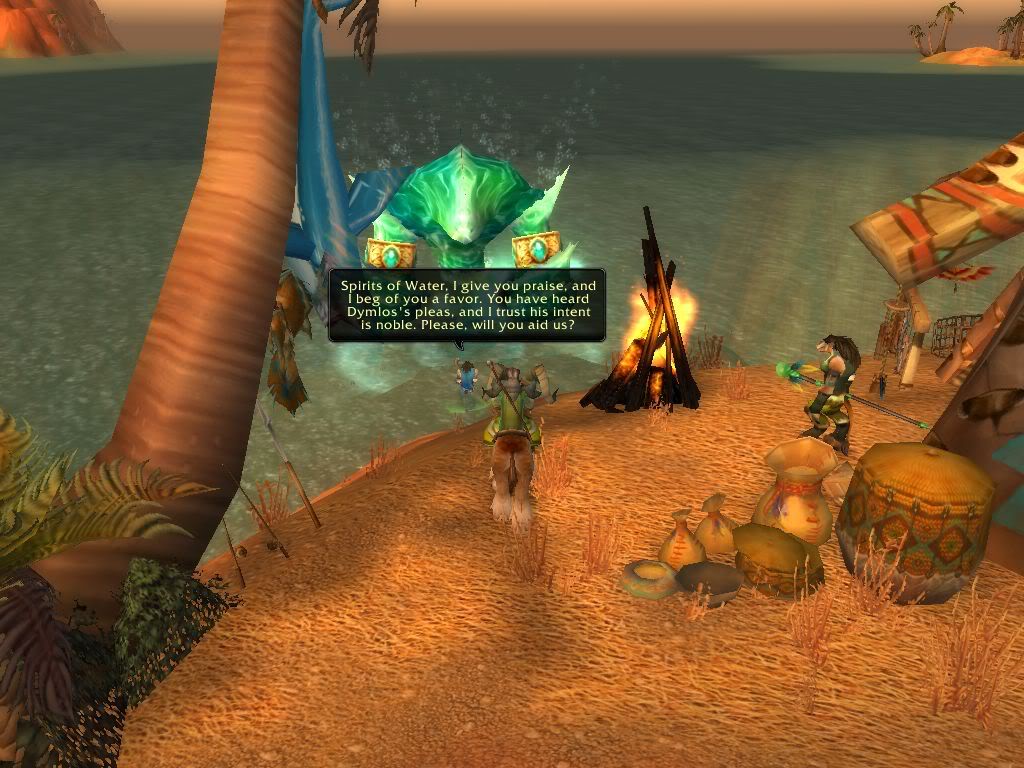 Spirits of Water, I give you praise, and
I beg of you a favor. You have heard
Dymlos's pleas, and I trust his intent
is noble. Please, will you aid us?